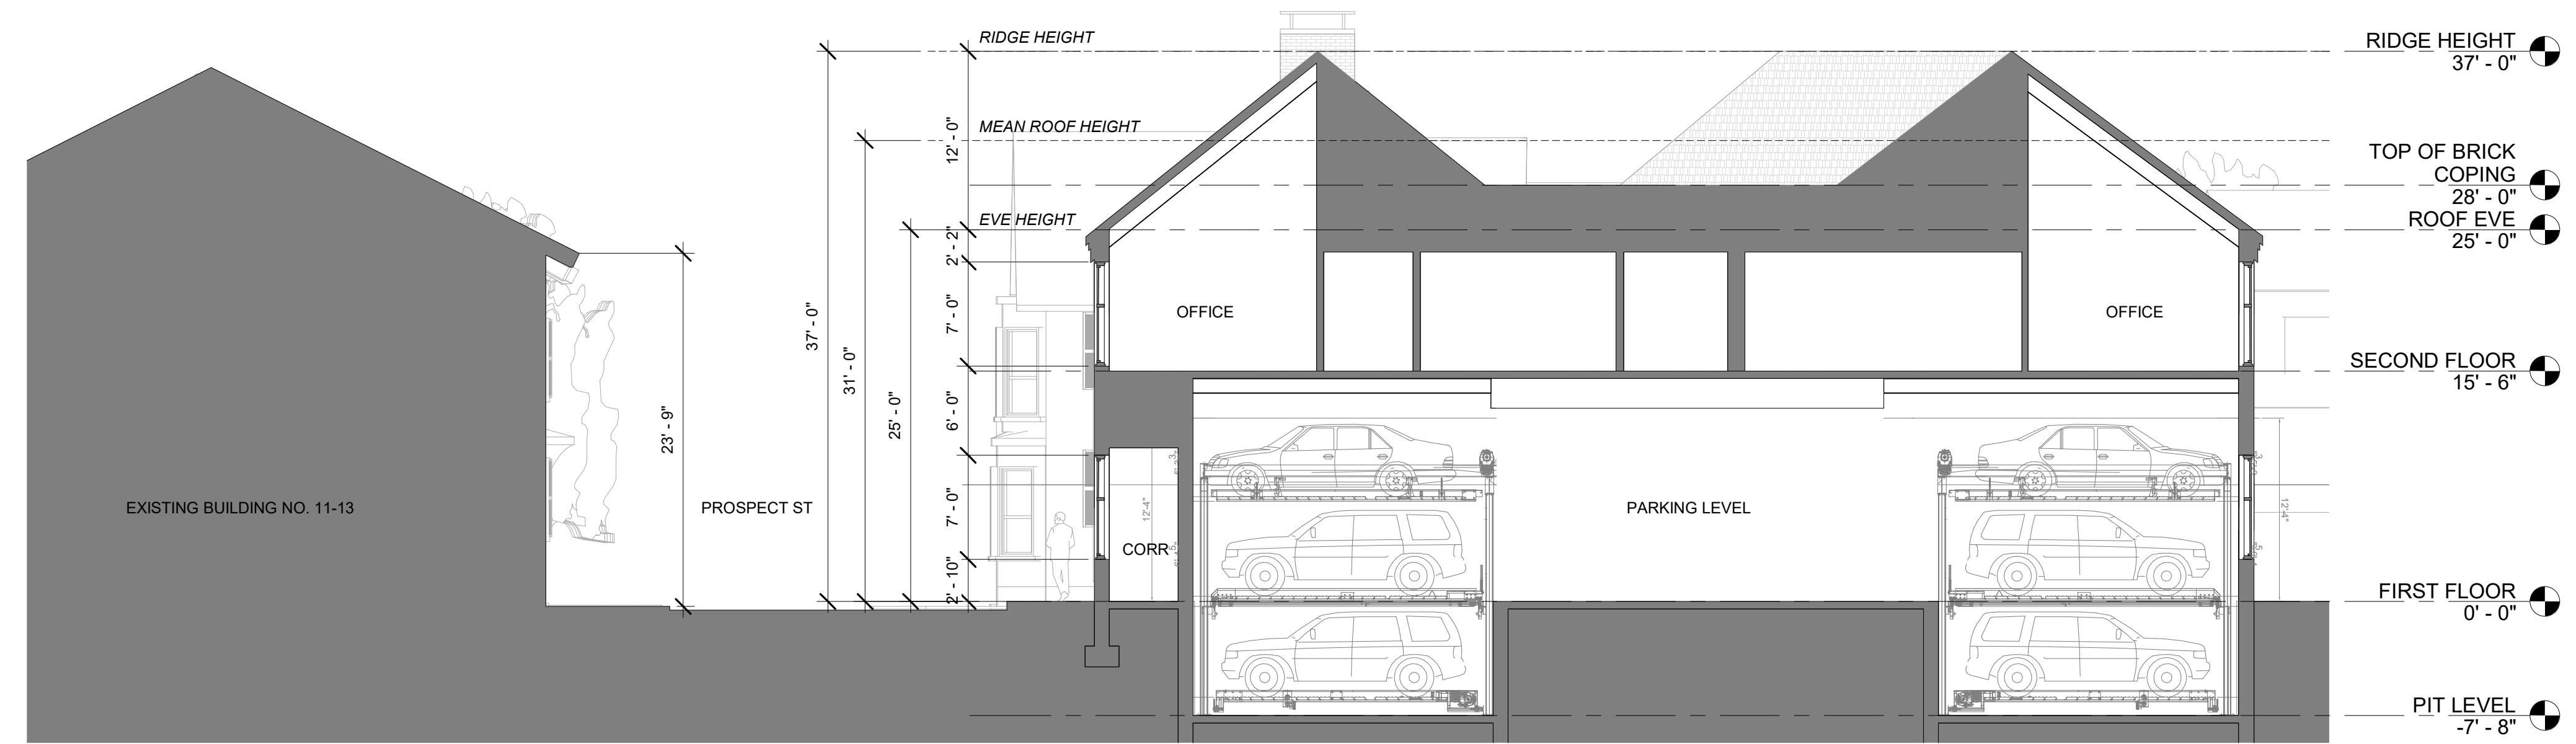 RIDGE HEIGHT
RIDGE HEIGHT
37' - 0"
MEAN ROOF HEIGHT
12' - 0"
TOP OF BRICK
COPING
28' - 0"
EVE HEIGHT
ROOF EVE
25' - 0"
2' - 2"
37' - 0"
31' - 0"
25' - 0"
7' - 0"
OFFICE
OFFICE
SECOND FLOOR
15' - 6"
23' - 9"
6' - 0"
EXISTING BUILDING NO. 11-13
PROSPECT ST
7' - 0"
12'-4"
CORR
PARKING LEVEL
12'-4"
2' - 10"
FIRST FLOOR
0' - 0"
PIT LEVEL
-7' - 8"